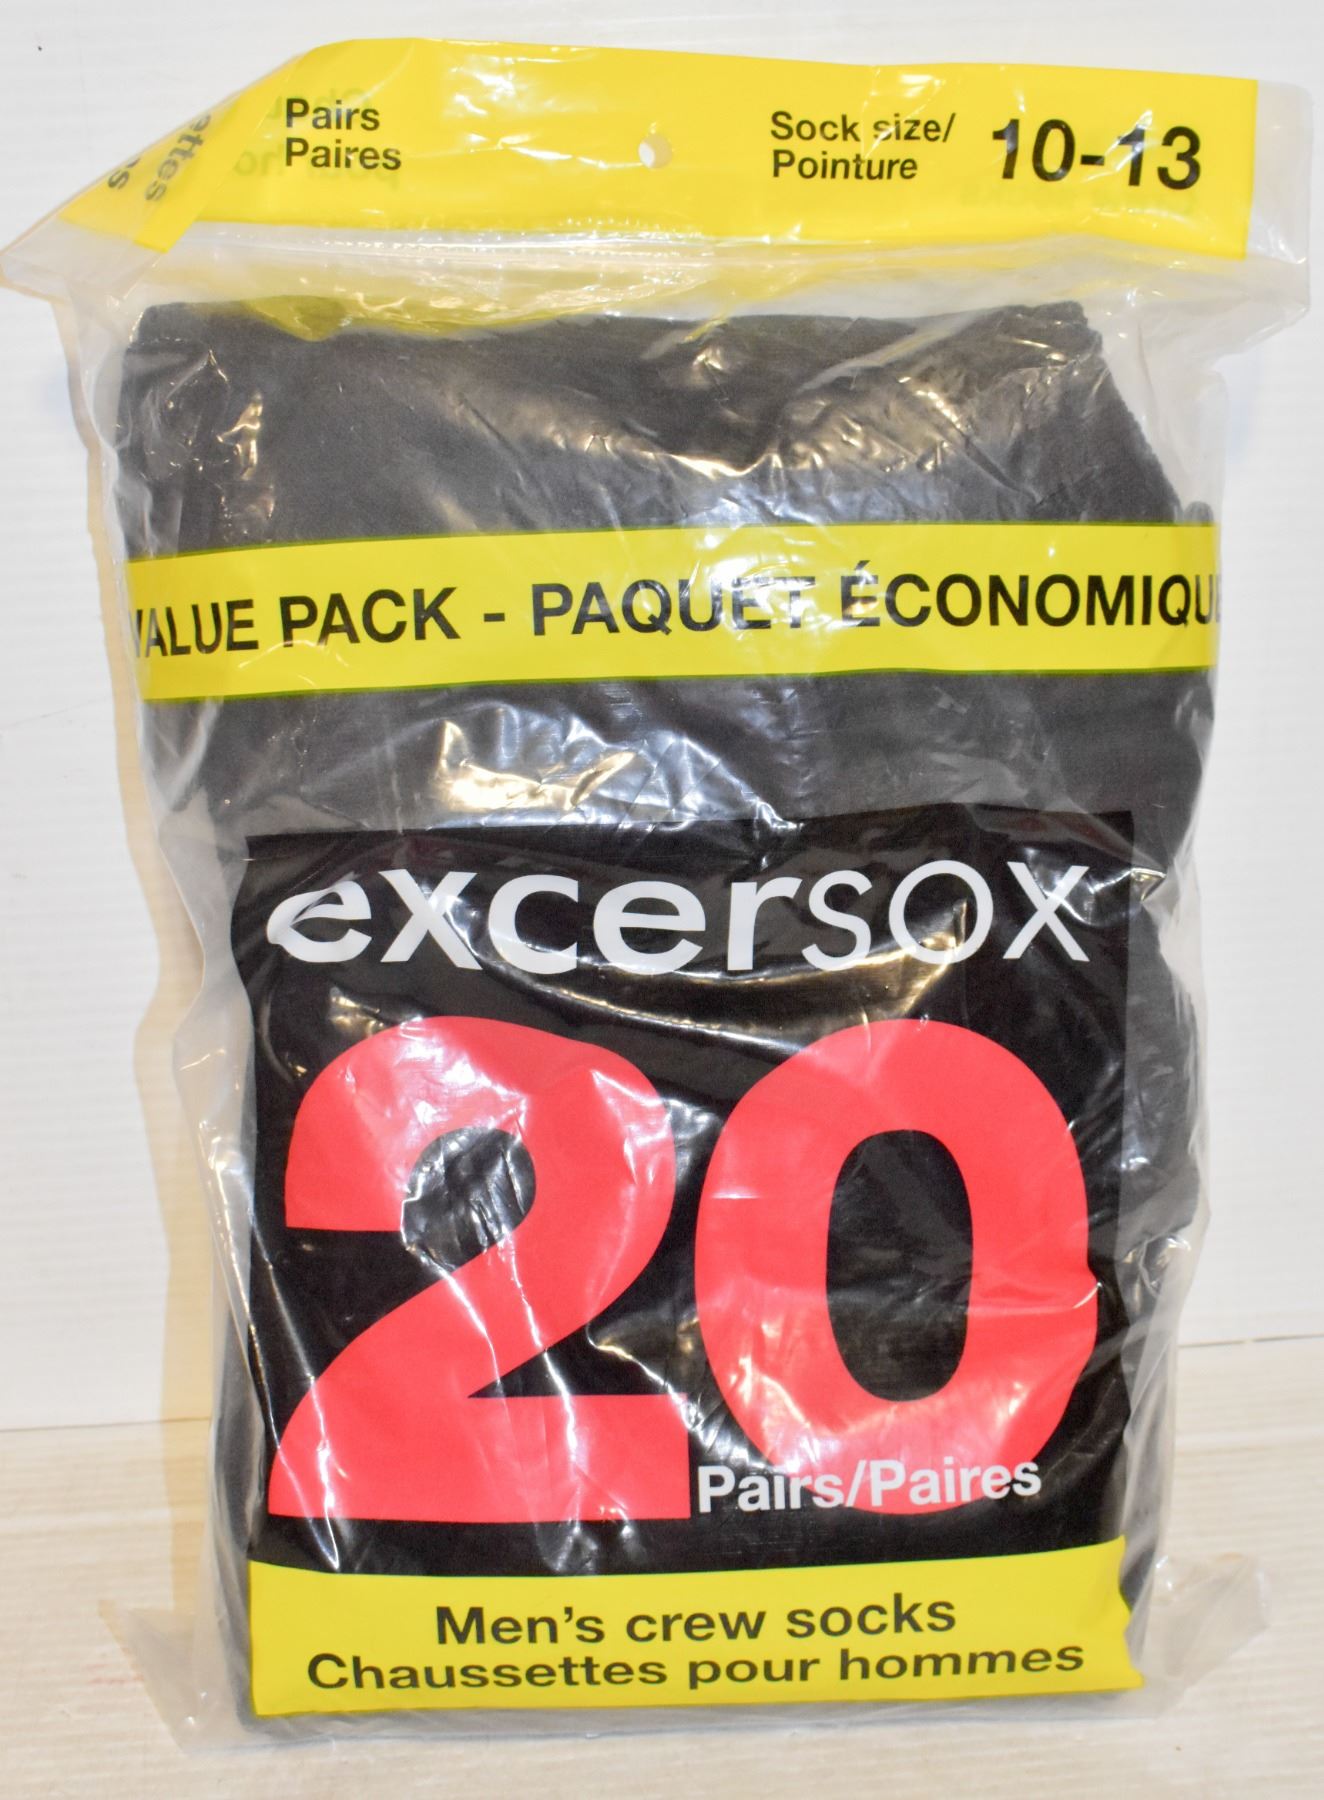 Pairs
Paires
Sock size/
Pointure
10-13
VALUE PACK - PAQUET ÉCONOMIQUE
excersox
20
Pairs/Paires
Men's crew socks
Chaussettes pour hommes